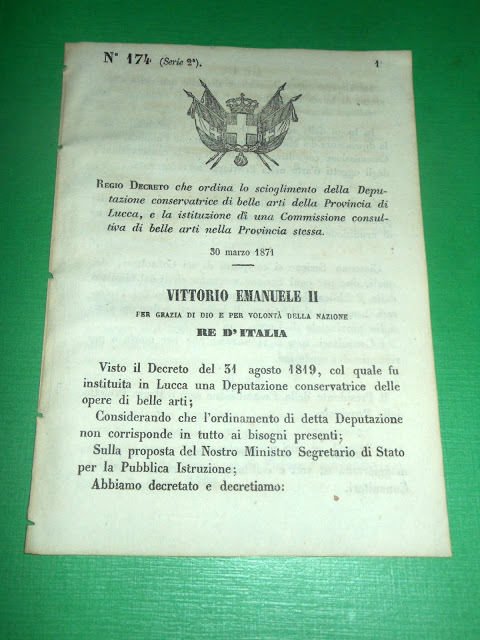 N° 174 (Serie 2ª). 1
REGIO DECRETO che ordina lo scioglimento della Depu-
tazione conservatrice di belle arti della Provincia di
Lucca, e la istituzione di una Commissione consul-
tiva di belle arti nella Provincia stessa.
30 marzo 1871
VITTORIO EMANUELE II
PER GRAZIA DI DIO E PER VOLONTÀ DELLA NAZIONE
RE D'ITALIA
Visto il Decreto del 31 agosto 1819, col quale fu
instituita in Lucca una Deputazione conservatrice delle
opere di belle arti;
Considerando che l'ordinamento di detta Deputazione
non corrisponde in tutto ai bisogni presenti;
Sulla proposta del Nostro Ministro Segretario di Stato
per la Pubblica Istruzione;
Abbiamo decretato e decretiamo: